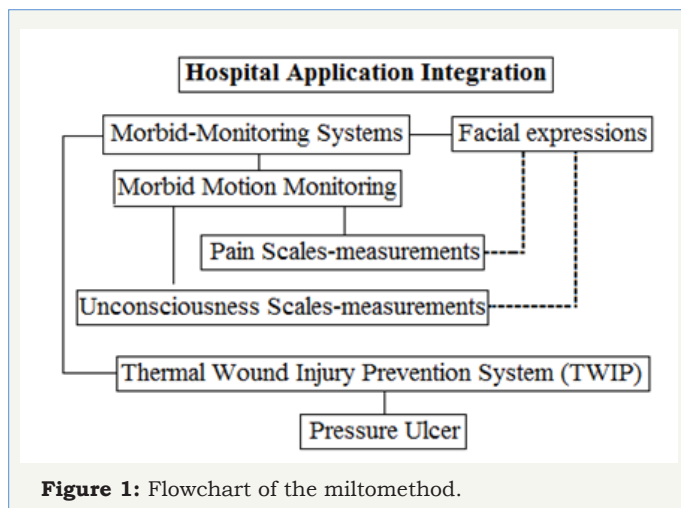 Hospital Application Integration
Morbid-Monitoring Systems
Facial expressions
Morbid Motion Monitoring
Pain Scales-measurements
Unconsciousness Scales-measurements
Thermal Wound Injury Prevention System (TWIP)
Pressure Ulcer
Figure 1: Flowchart of the miltomethod.